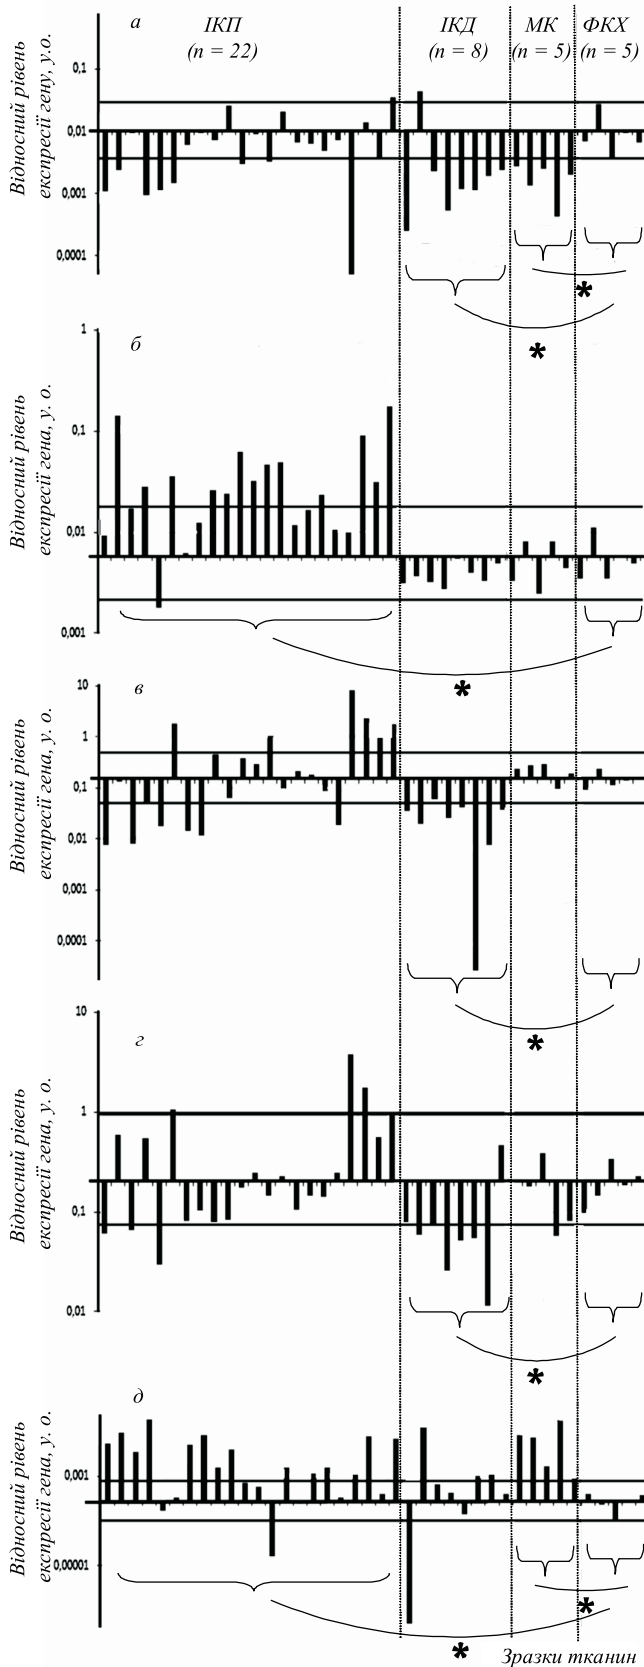 а
ІКП
(n = 22)
ІКД
(n = 8)
МК
(n = 5)
ФКХ
(n = 5)
Відносний рівень
експресії гену, у.о.
0,1
0,01
0,001
0,0001
*
*
б
Відносний рівень
експресії гена, у. о.
1
0,1
0,01
0,001
*
в
Відносний рівень
експресії гена, у. о.
10
1
0,1
0,01
0,001
0,0001
*
г
Відносний рівень
експресії гена, у. о.
10
1
0,1
0,01
*
д
Відносний рівень
експресії гена, у. о.
0,001
0,00001
*
*
Зразки тканин